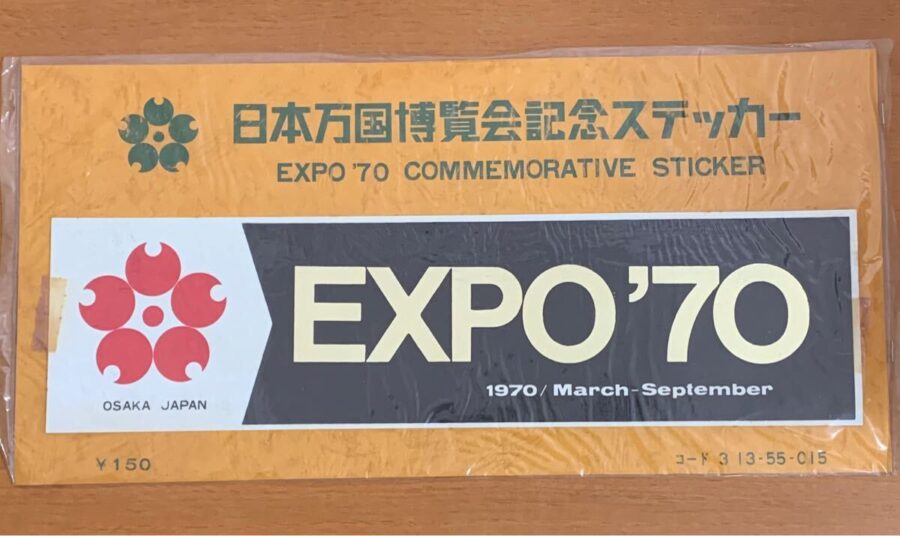 日本万国博覧会記念ステッカー
EXPO '70 COMMEMORATIVE STICKER
EXPO '70
1970/March-September
OSAKA JAPAN
¥150
コード 313-55-015